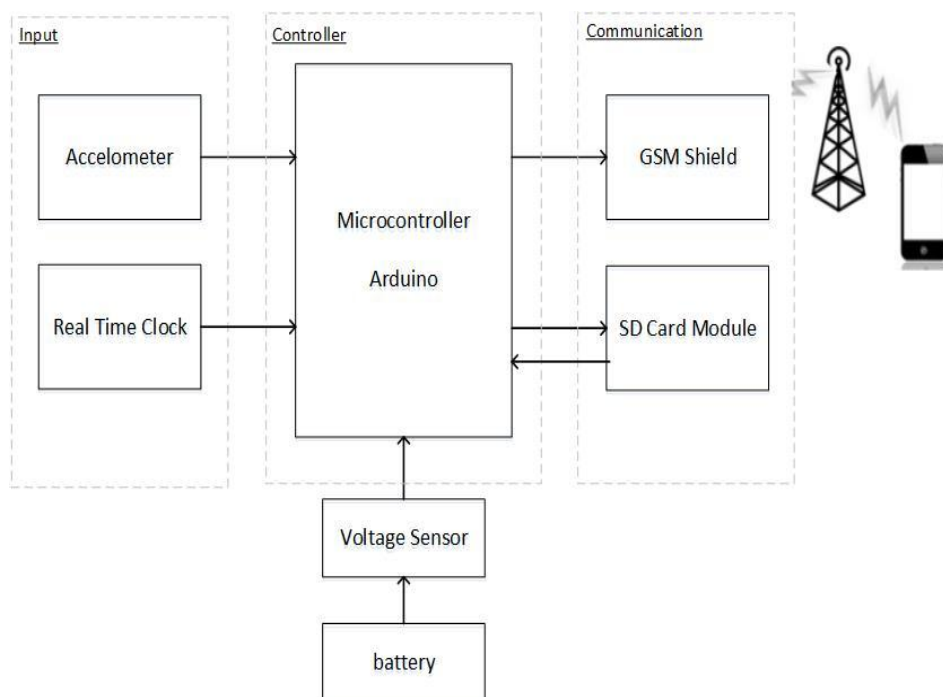 Input
Controller
Communication
Accelometer
GSM Shield
Microcontroller
Arduino
Real Time Clock
SD Card Module
Voltage Sensor
battery